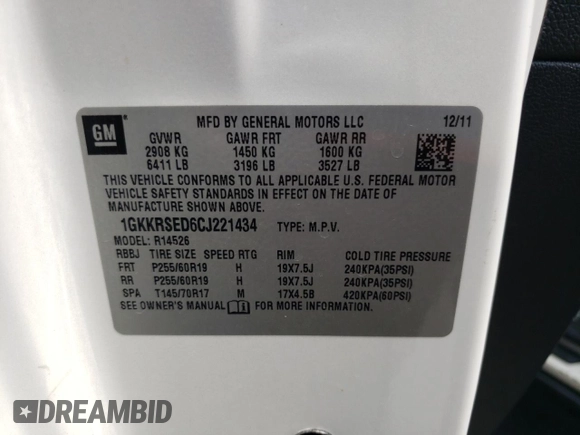 GM
MFD BY GENERAL MOTORS LLC 12/11
GVWR GAWR FRT GAWR RR
2908 KG 1450 KG 1600 KG
6411 LB 3196 LB 3527 LB
THIS VEHICLE CONFORMS TO ALL APPLICABLE U.S. FEDERAL MOTOR
VEHICLE SAFETY STANDARDS IN EFFECT ON THE DATE OF
MANUFACTURE SHOWN ABOVE.
1GKKRSED6CJ221434 TYPE: M.P.V.
MODEL: R14526
RBBJ TIRE SIZE SPEED RTG RIM COLD TIRE PRESSURE
FRT P255/60R19 H 19X7.5J 240KPA(35PSI)
RR P255/60R19 H 19X7.5J 240KPA(35PSI)
SPA T145/70R17 M 17X4.5B 420KPA(60PSI)
SEE OWNER'S MANUAL FOR MORE INFORMATION.
DREAMBID